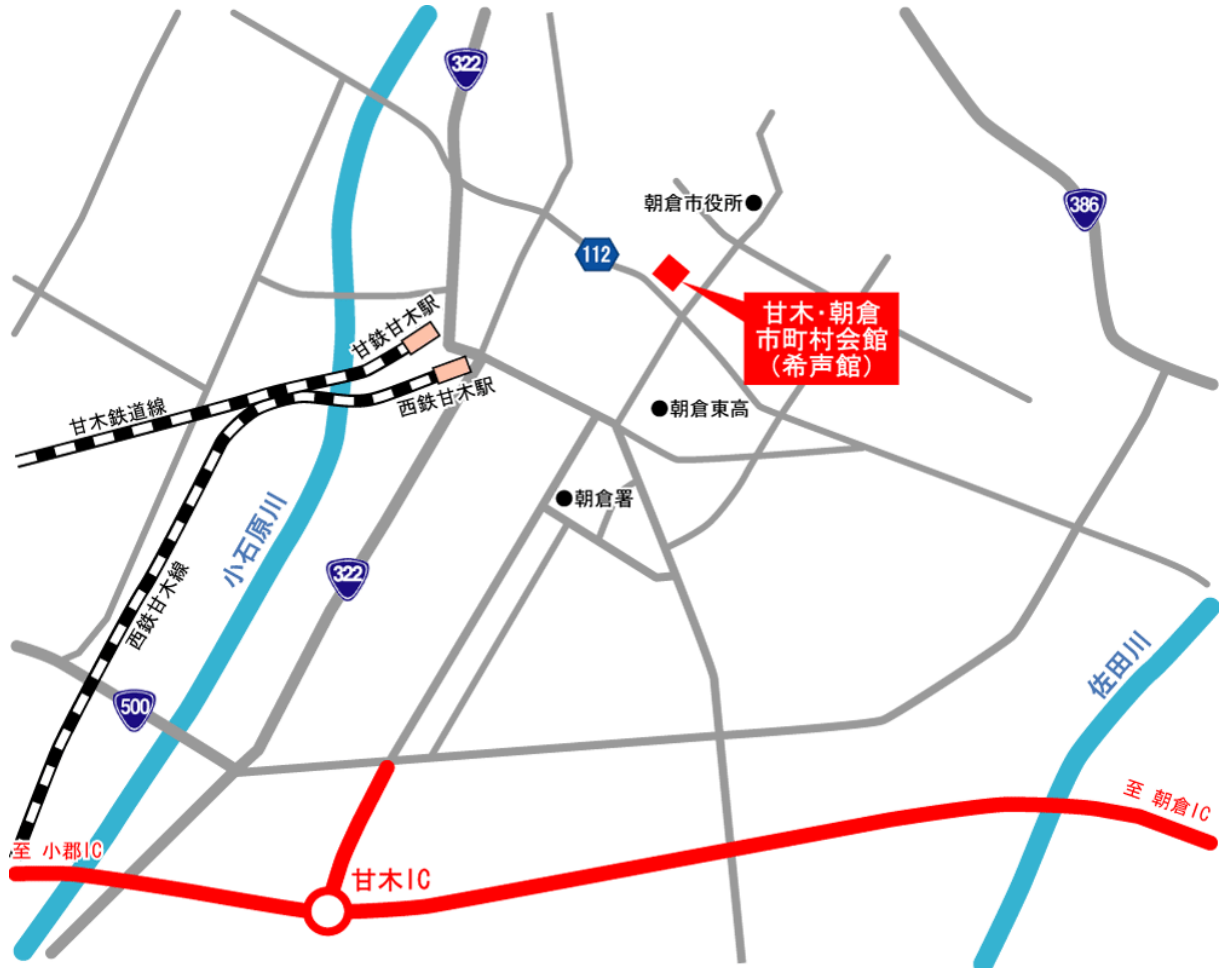 322
朝倉市役所●
386
112
甘木・朝倉
市町村会館
（希声館）
甘鉄甘木駅
西鉄甘木駅
甘木鉄道線
●朝倉東高
●朝倉署
小石原川
322
西鉄甘木線
佐田川
500
至 朝倉IC
至 小郡IC
甘木IC